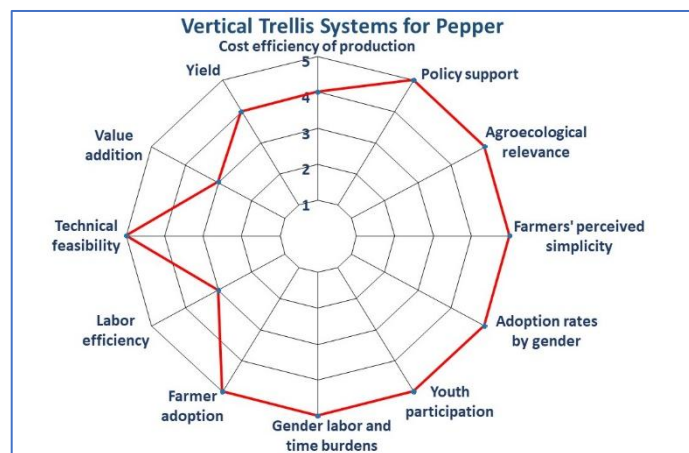 Vertical Trellis Systems for Pepper
Cost efficiency of production
5
4
3
2
1
Policy support
Agroecological
relevance
Farmers' perceived
simplicity
Adoption rates
by gender
Youth
participation
Gender labor and
time burdens
Farmer
adoption
Labor
efficiency
Technical
feasibility
Value
addition
Yield